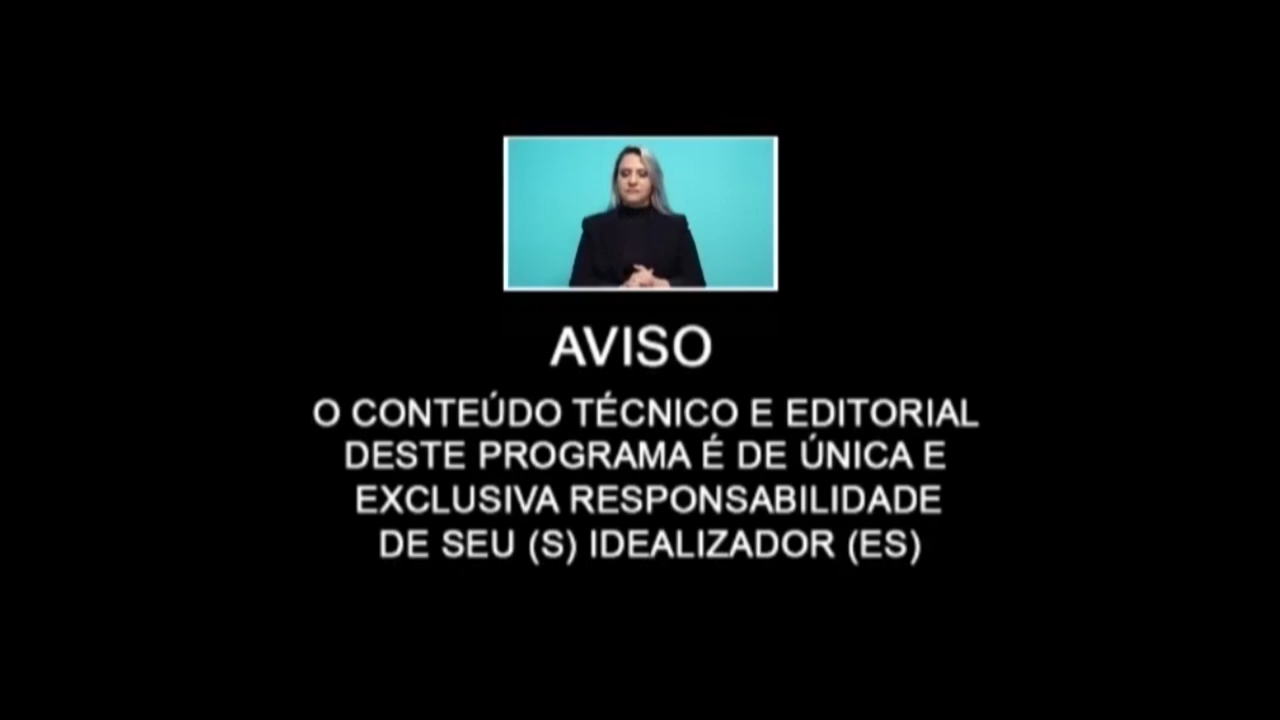 AVISO
O CONTEÚDO TÉCNICO E EDITORIAL
DESTE PROGRAMA É DE ÚNICA E
EXCLUSIVA RESPONSABILIDADE
DE SEU (S) IDEALIZADOR (ES)